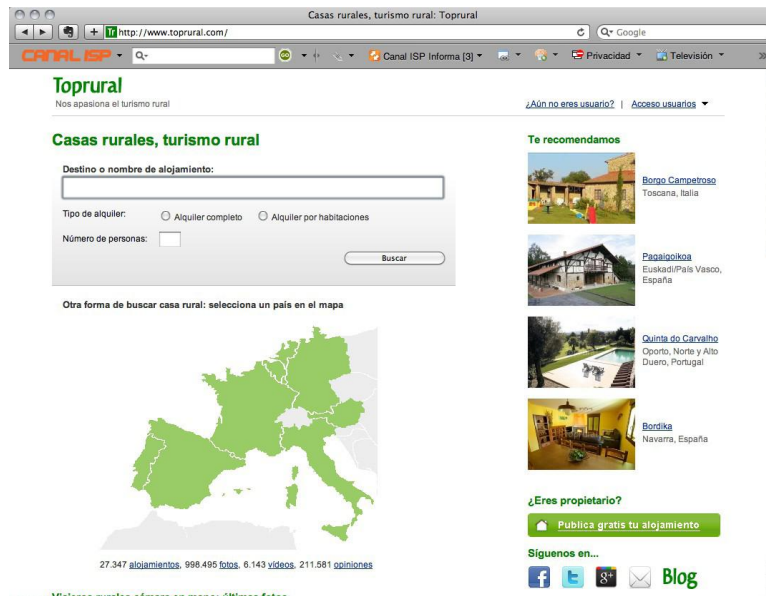 Casas rurales, turismo rural: Toprural
http://www.toprural.com/
Google
CANAL ISP
Canal ISP Informa [3]
Privacidad
Televisión
Toprural
Nos apasiona el turismo rural
¿Aún no eres usuario? | Acceso usuarios
Casas rurales, turismo rural
Destino o nombre de alojamiento:
Tipo de alquiler:
Alquiler completo
Alquiler por habitaciones
Número de personas:
Buscar
Otra forma de buscar casa rural: selecciona un país en el mapa
27.347 alojamientos, 998.495 fotos, 6.143 vídeos, 211.581 opiniones
Te recomendamos
Borgo Campetroso
Toscana, Italia
Pagaigoikoa
Euskadi/País Vasco,
España
Quinta do Carvalho
Oporto, Norte y Alto
Duero, Portugal
Bordika
Navarra, España
¿Eres propietario?
Publica gratis tu alojamiento
Síguenos en...
Blog